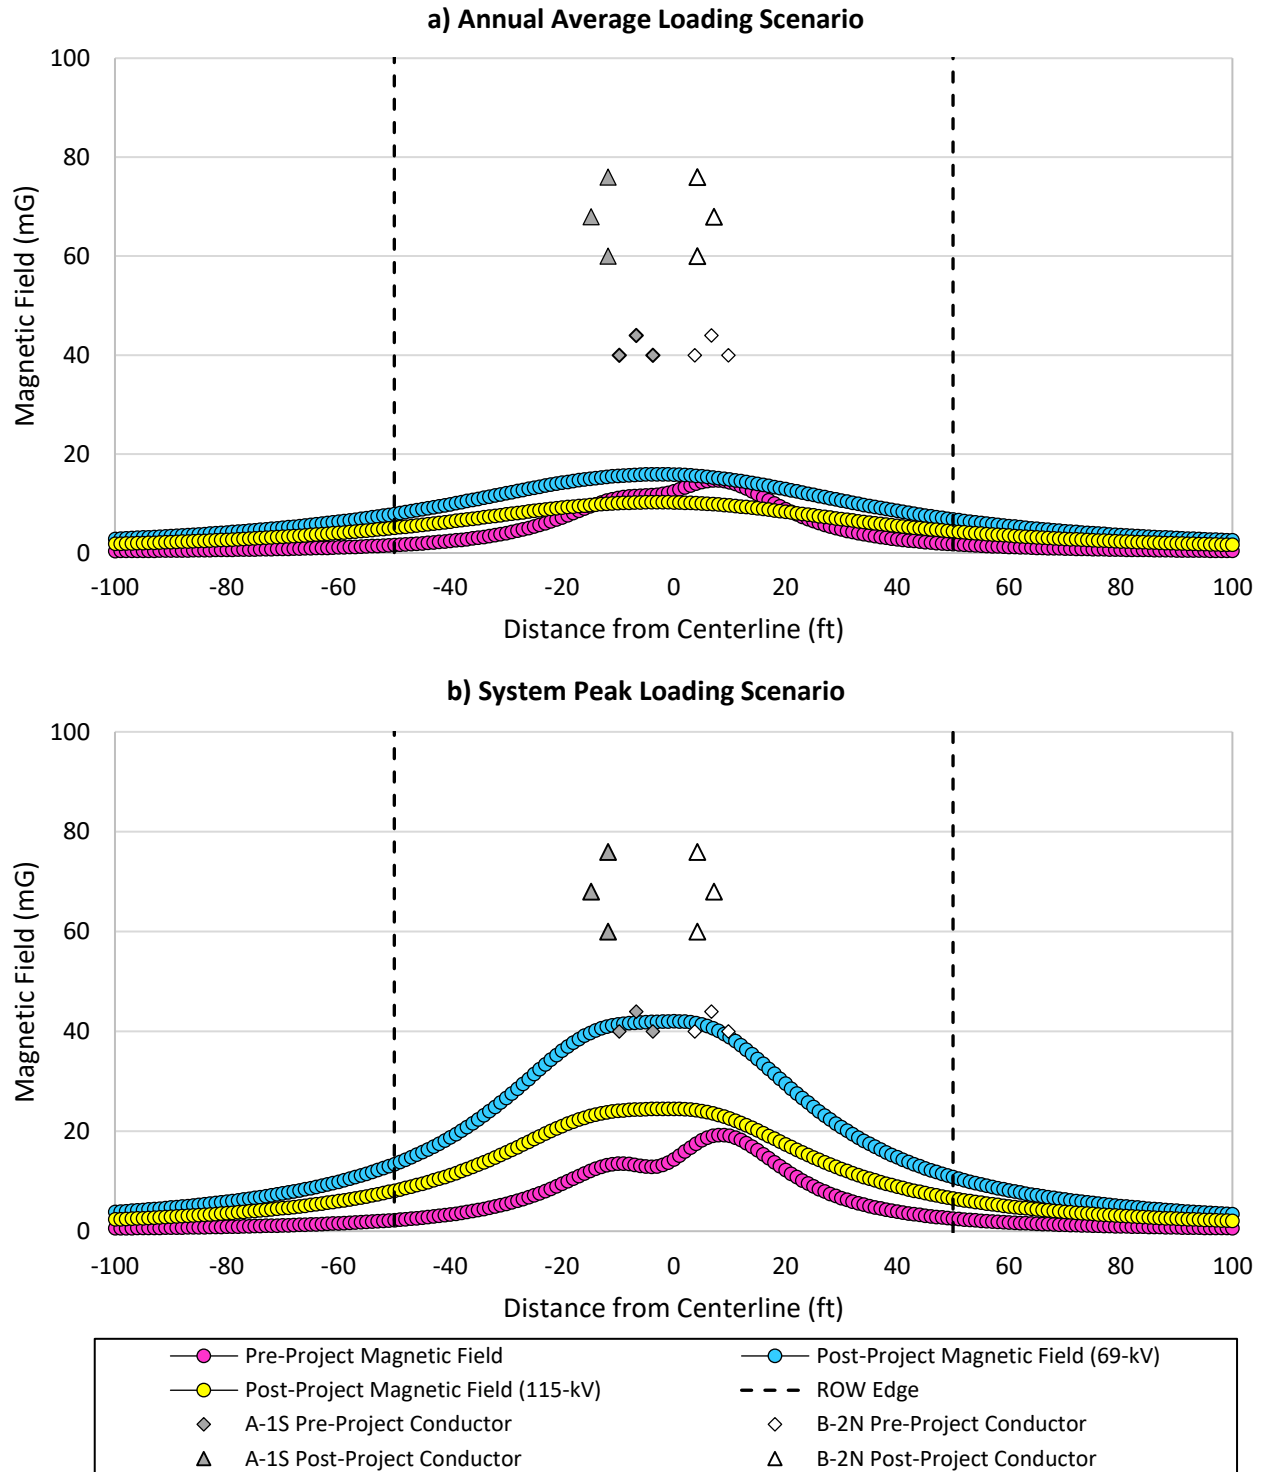 a) Annual Average Loading Scenario
100
80
60
40
20
0
Magnetic Field (mG)
-100 -80 -60 -40 -20 0 20 40 60 80 100
Distance from Centerline (ft)
b) System Peak Loading Scenario
100
80
60
40
20
0
Magnetic Field (mG)
-100 -80 -60 -40 -20 0 20 40 60 80 100
Distance from Centerline (ft)
Pre-Project Magnetic Field Post-Project Magnetic Field (69-kV)
Post-Project Magnetic Field (115-kV) ROW Edge
A-1S Pre-Project Conductor B-2N Pre-Project Conductor
A-1S Post-Project Conductor B-2N Post-Project Conductor